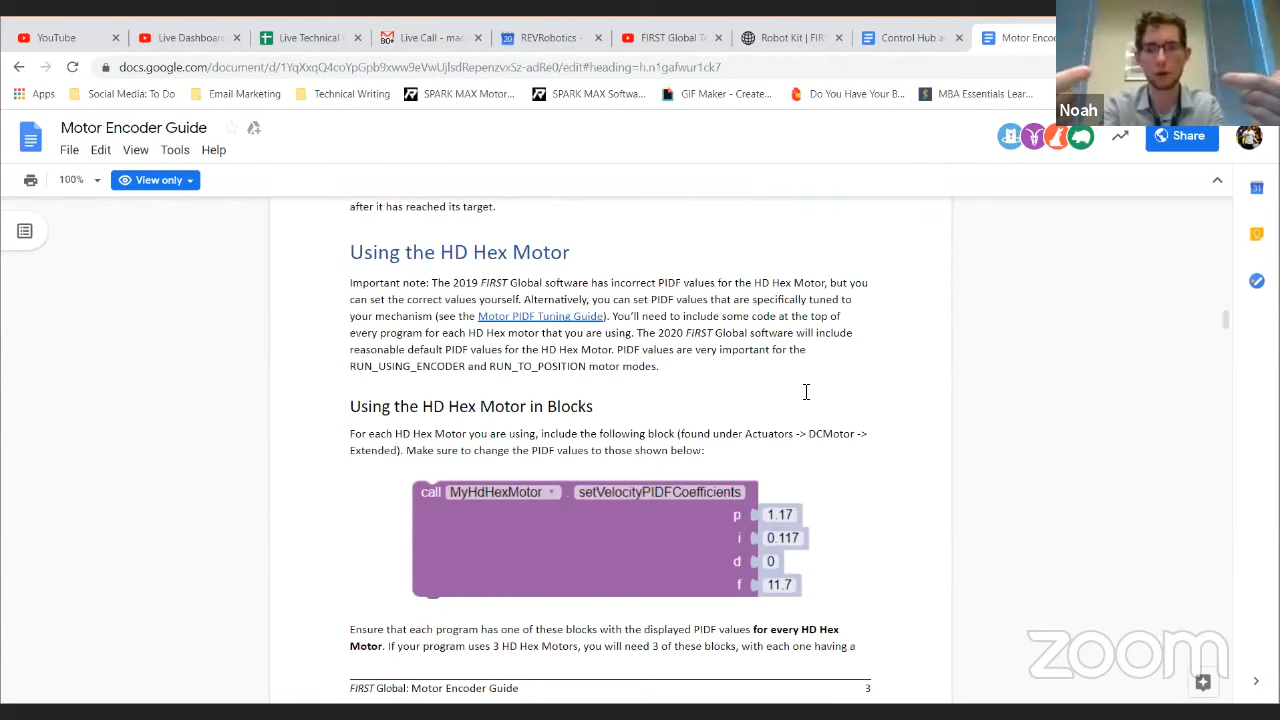 YouTube
Live Dashboar
Live Technical
Live Call - mac
REVRobotics -
FIRST Global Te
Robot Kit | FIR
Control Hub a
Motor Enco
docs.google.com/document/d/1YqXxqQ4coYpGpb9xww9eVwUjlsdRepenzvxSz-adRe0/edit#heading=h.n1gafwur1ck7
Apps
Social Media: To Do
Email Marketing
Technical Writing
SPARK MAX Motor...
SPARK MAX Softwa...
GIF Maker - Create...
Do You Have Your B...
MBA Essentials Lear...
Noah
Motor Encoder Guide
File Edit View Tools Help
Share
100%
View only
after it has reached its target.
Using the HD Hex Motor
Important note: The 2019 FIRST Global software has incorrect PIDF values for the HD Hex Motor, but you
can set the correct values yourself. Alternatively, you can set PIDF values that are specifically tuned to
your mechanism (see the Motor PIDF Tuning Guide). You'll need to include some code at the top of
every program for each HD Hex motor that you are using. The 2020 FIRST Global software will include
reasonable default PIDF values for the HD Hex Motor. PIDF values are very important for the
RUN_USING_ENCODER and RUN_TO_POSITION motor modes.
Using the HD Hex Motor in Blocks
For each HD Hex Motor you are using, include the following block (found under Actuators -> DCMotor ->
Extended). Make sure to change the PIDF values to those shown below:
call MyHdHexMotor . setVelocityPIDFCoefficients
p 1.17
i 0.117
d 0
f 11.7
Ensure that each program has one of these blocks with the displayed PIDF values for every HD Hex
Motor. If your program uses 3 HD Hex Motors, you will need 3 of these blocks, with each one having a
FIRST Global: Motor Encoder Guide 3
zoom